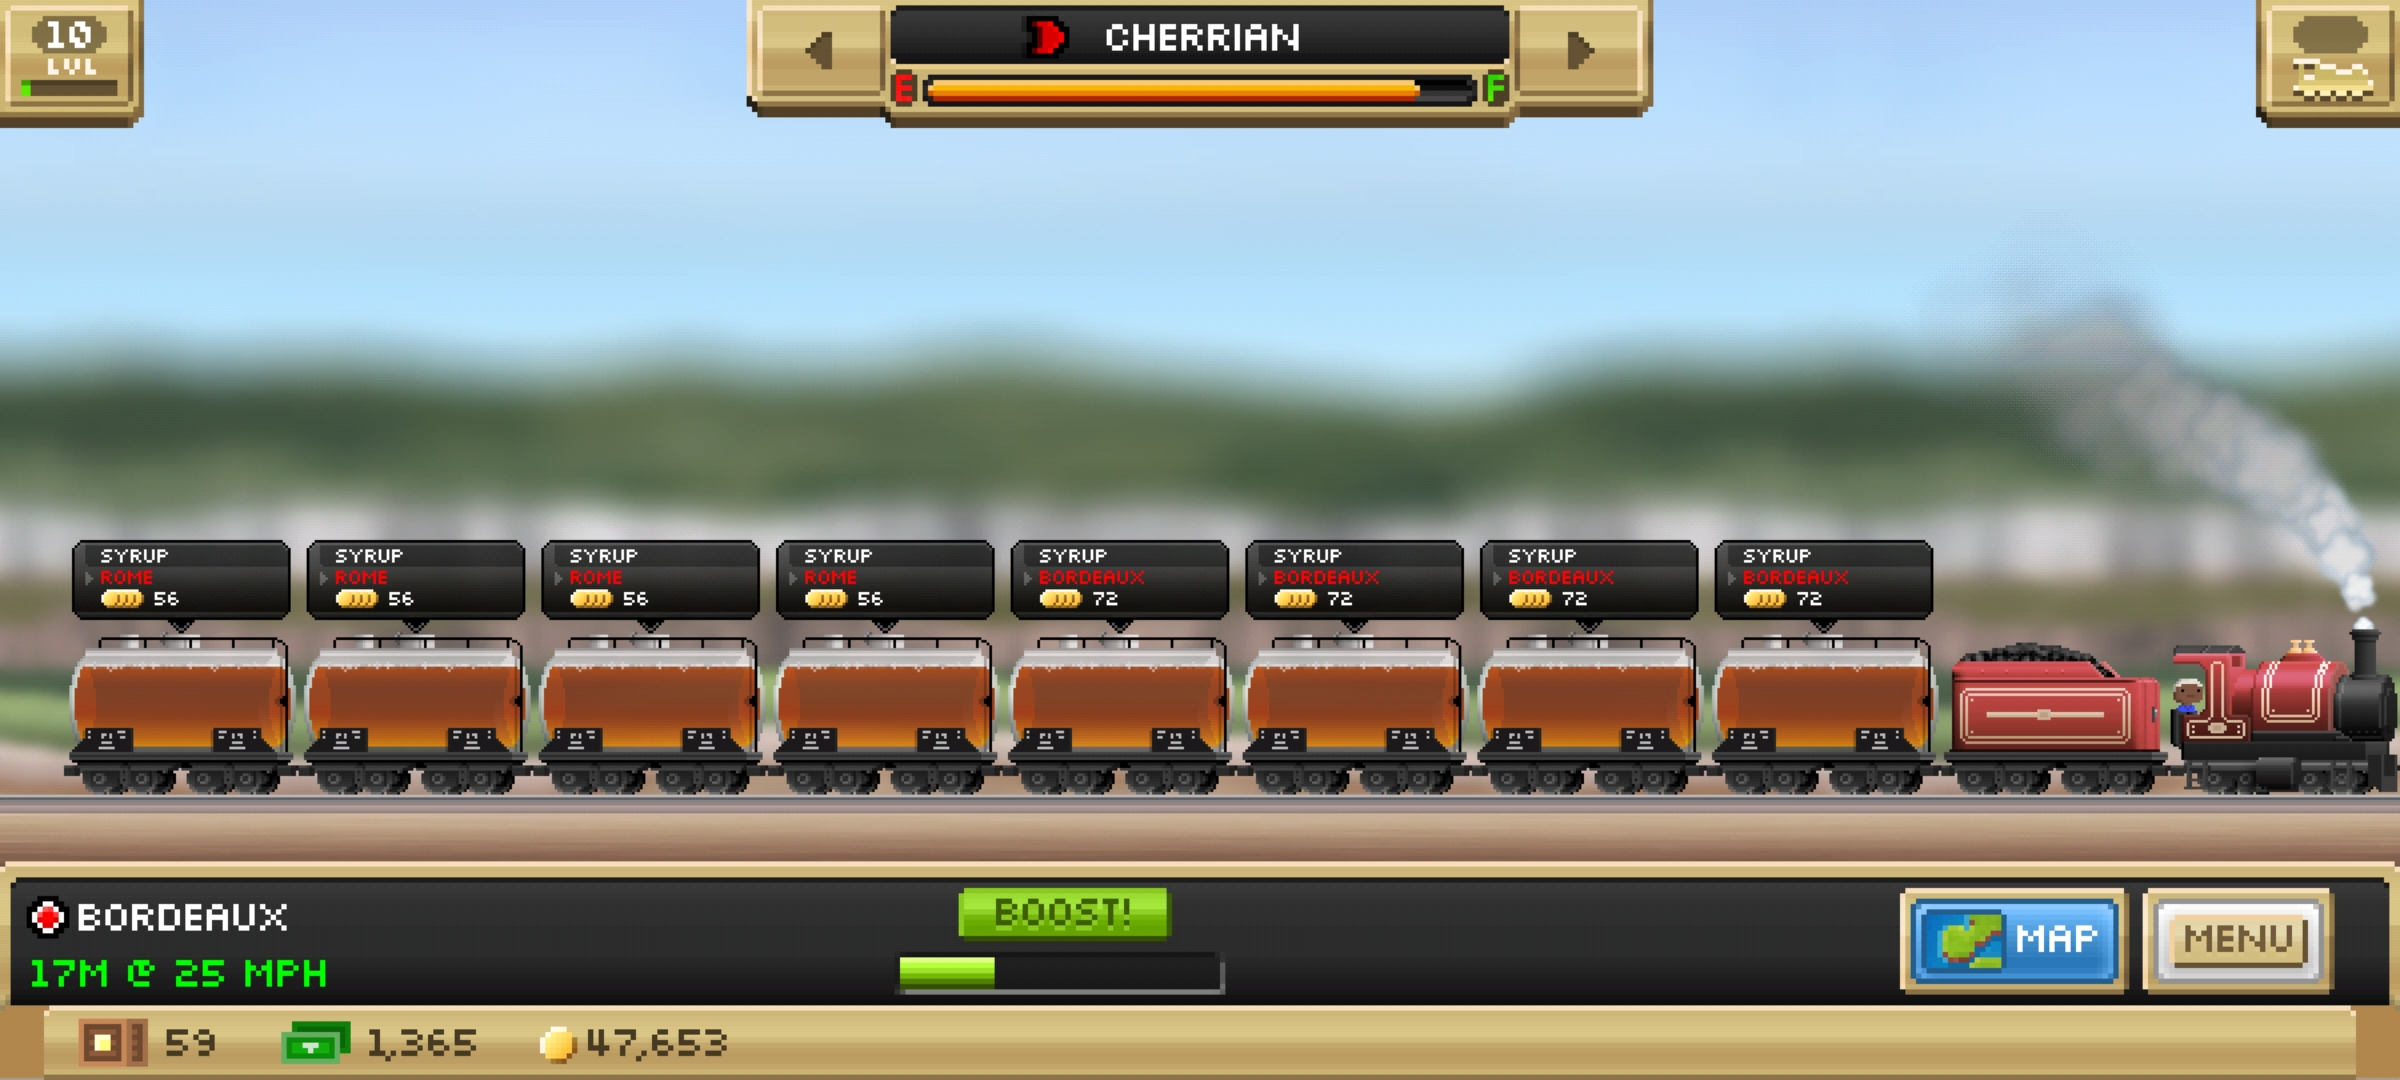 10
LVL
CHERRIAN
E
F
SYRUP
ROME
56
SYRUP
ROME
56
SYRUP
ROME
56
SYRUP
ROME
56
SYRUP
BORDEAUX
72
SYRUP
BORDEAUX
72
SYRUP
BORDEAUX
72
SYRUP
BORDEAUX
72
BORDEAUX
17M @ 25 MPH
BOOST!
MAP
MENU
59
1,365
47,653